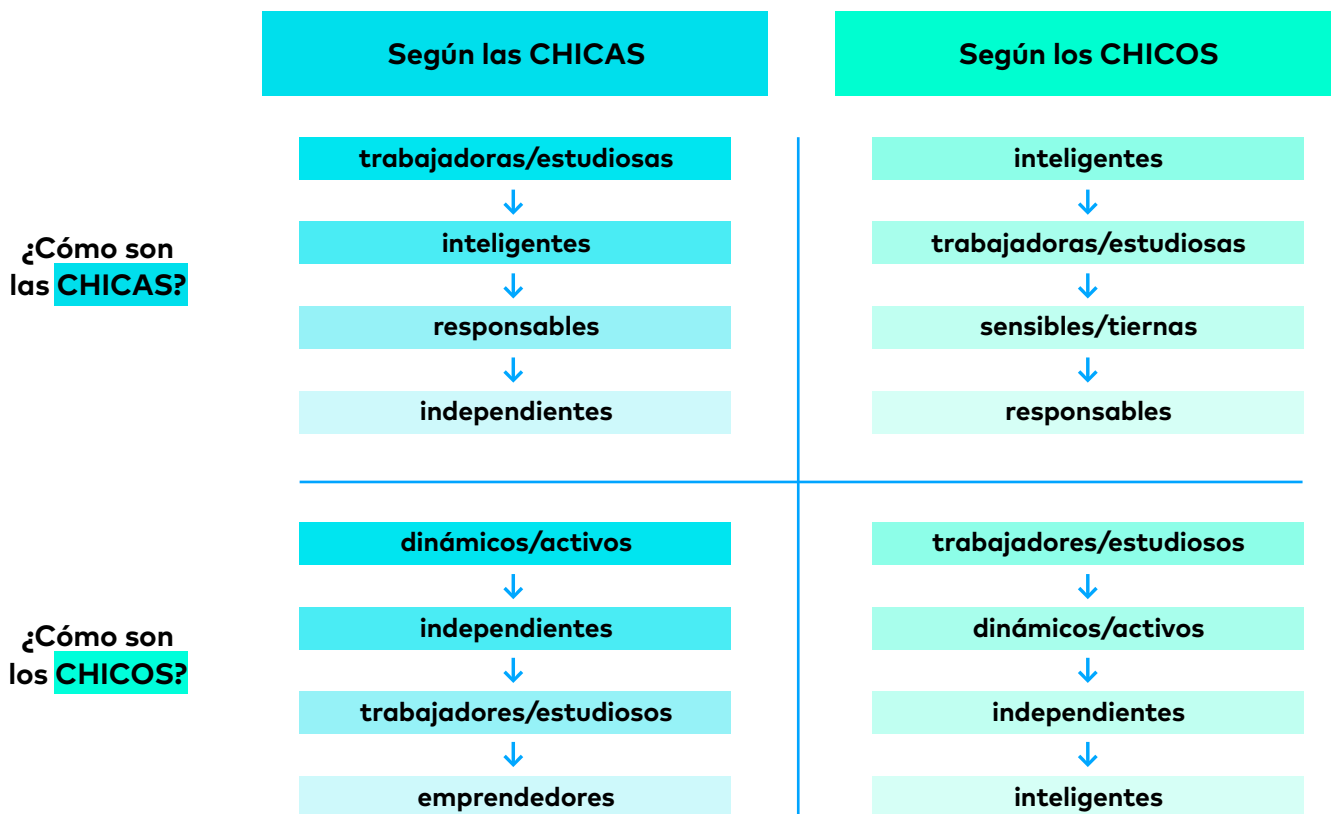 Según las CHICAS
Según los CHICOS
¿Cómo son
las CHICAS?
trabajadoras/estudiosas
inteligentes
responsables
independientes
inteligentes
trabajadoras/estudiosas
sensibles/tiernas
responsables
¿Cómo son
los CHICOS?
dinámicos/activos
independientes
trabajadores/estudiosos
emprendedores
trabajadores/estudiosos
dinámicos/activos
independientes
inteligentes